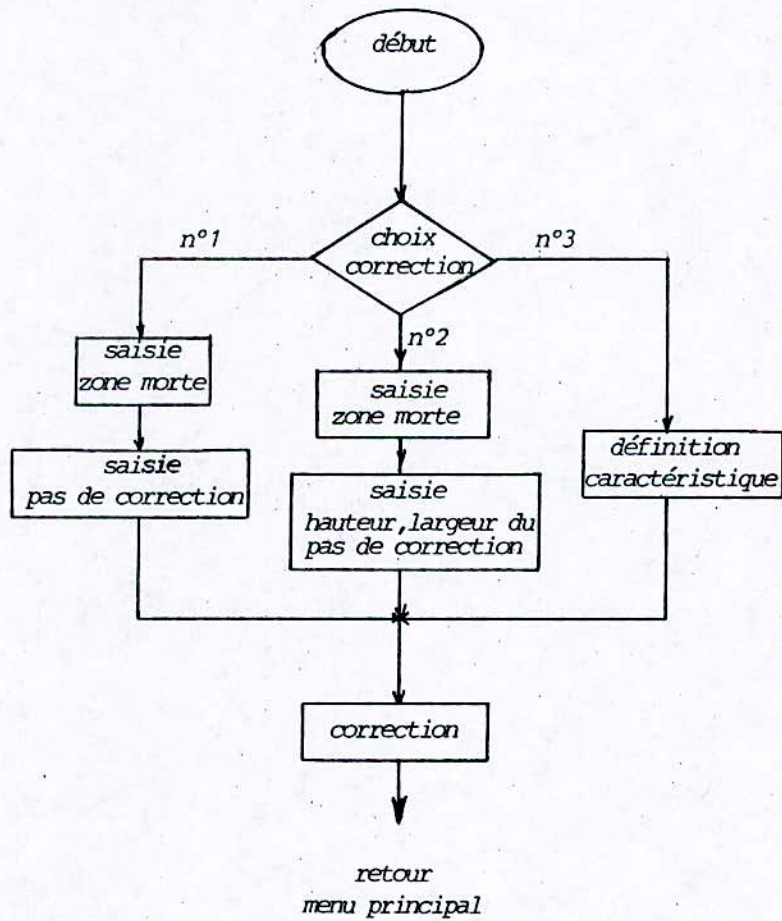 début
choix
correction
n°1
n°3
n°2
saisie
zone morte
saisie
pas de correction
saisie
zone morte
saisie
hauteur, largeur du
pas de correction
définition
caractéristique
correction
retour
menu principal